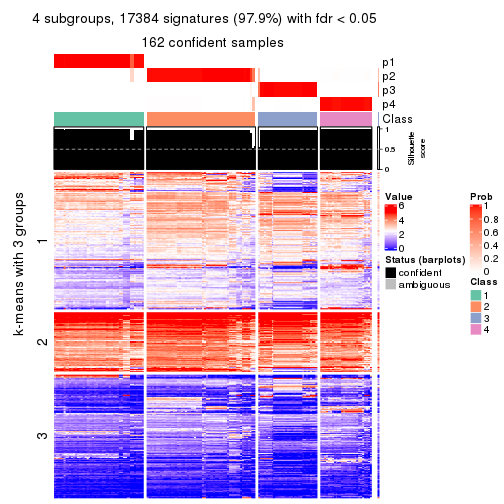 4 subgroups, 17384 signatures (97.9%) with fdr < 0.05
162 confident samples
p1
p2
p3
p4
Class
1
0.5
0
Silhouette
score
k-means with 3 groups
1
2
3
Value
6
4
2
0
Status (barplots)
confident
ambiguous
Prob
1
0.8
0.6
0.4
0.2
0
Class
1
2
3
4